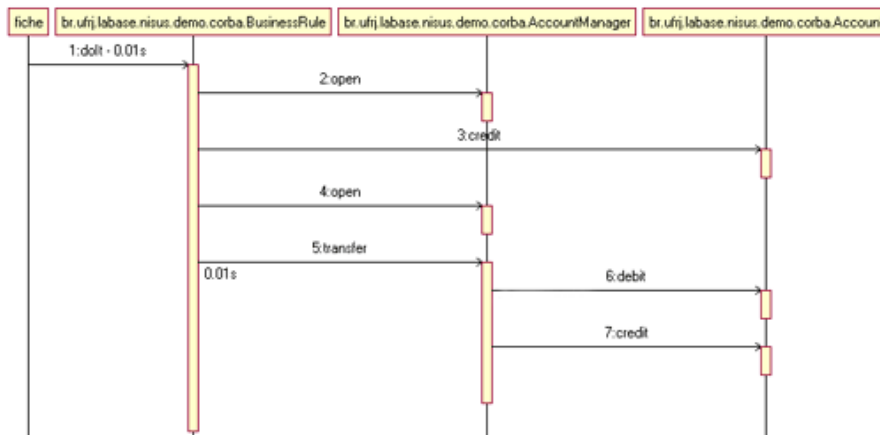 fiche
br.ufrj.labase.nisus.demo.corba.BusinessRule
br.ufrj.labase.nisus.demo.corba.AccountManager
br.ufrj.labase.nisus.demo.corba.Accoun
1:doIt - 0.01s
2:open
3:credit
4:open
5:transfer
0.01s
6:debit
7:credit